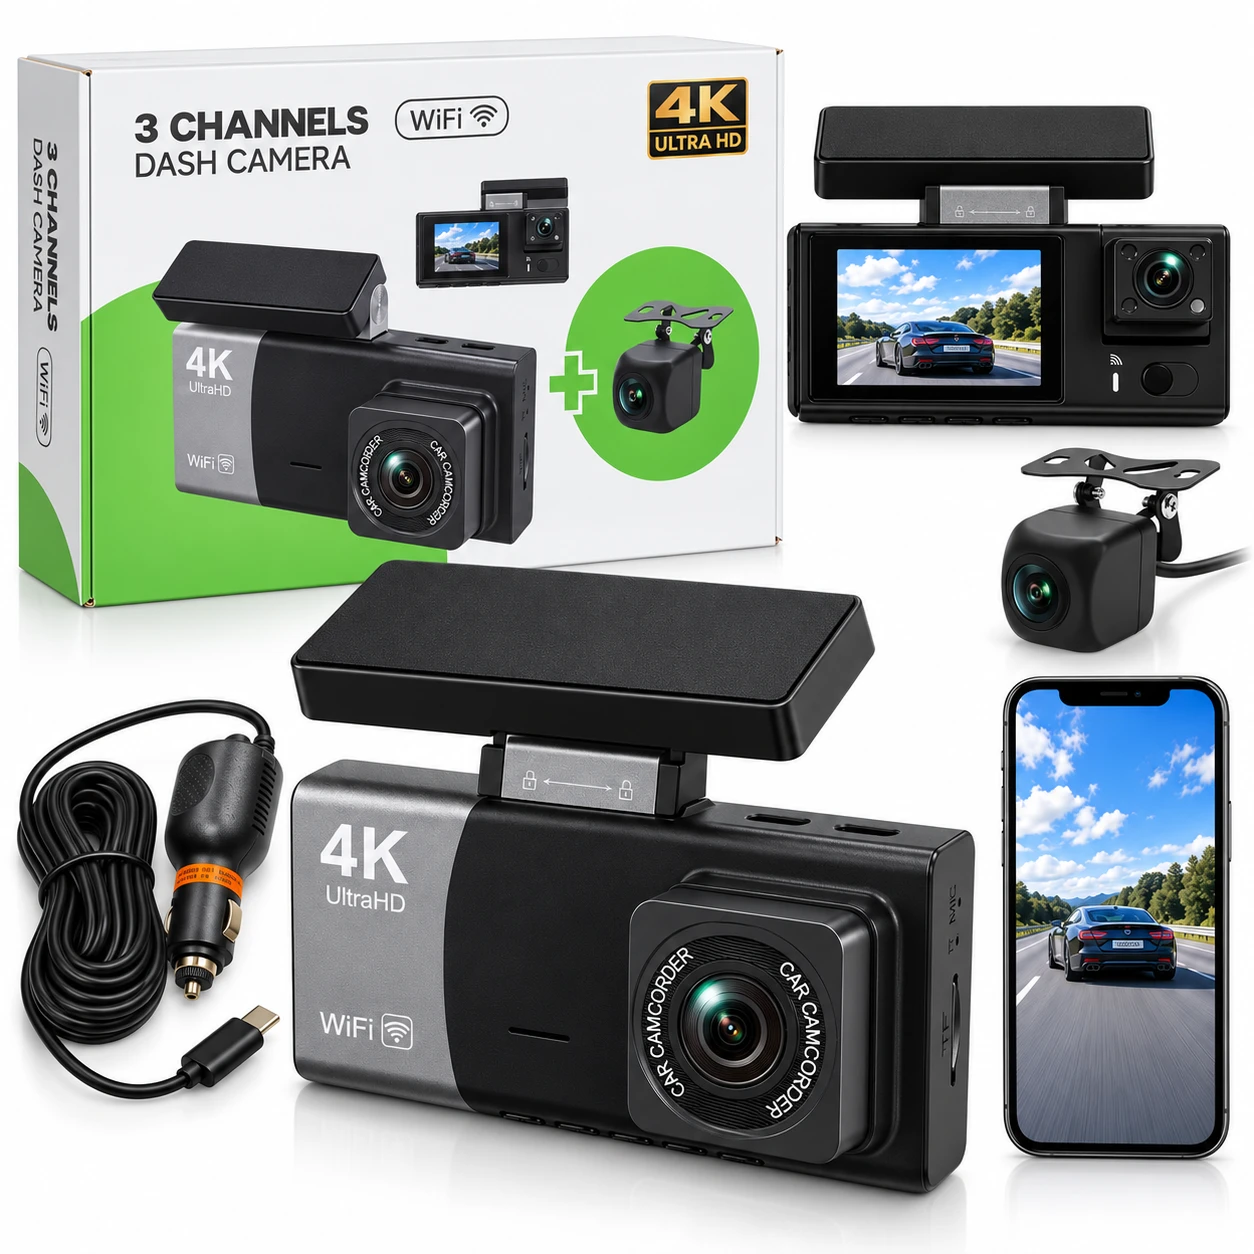 3 CHANNELS
DASH CAMERA
WiFi
4K
ULTRA HD
3 CHANNELS
DASH CAMERA
WiFi
4K
UltraHD
WiFi
CAR CAMCORDER
CAR CAMCORDER
4K
UltraHD
WiFi
CAR CAMCORDER
CAR CAMCORDER
MIC
TF